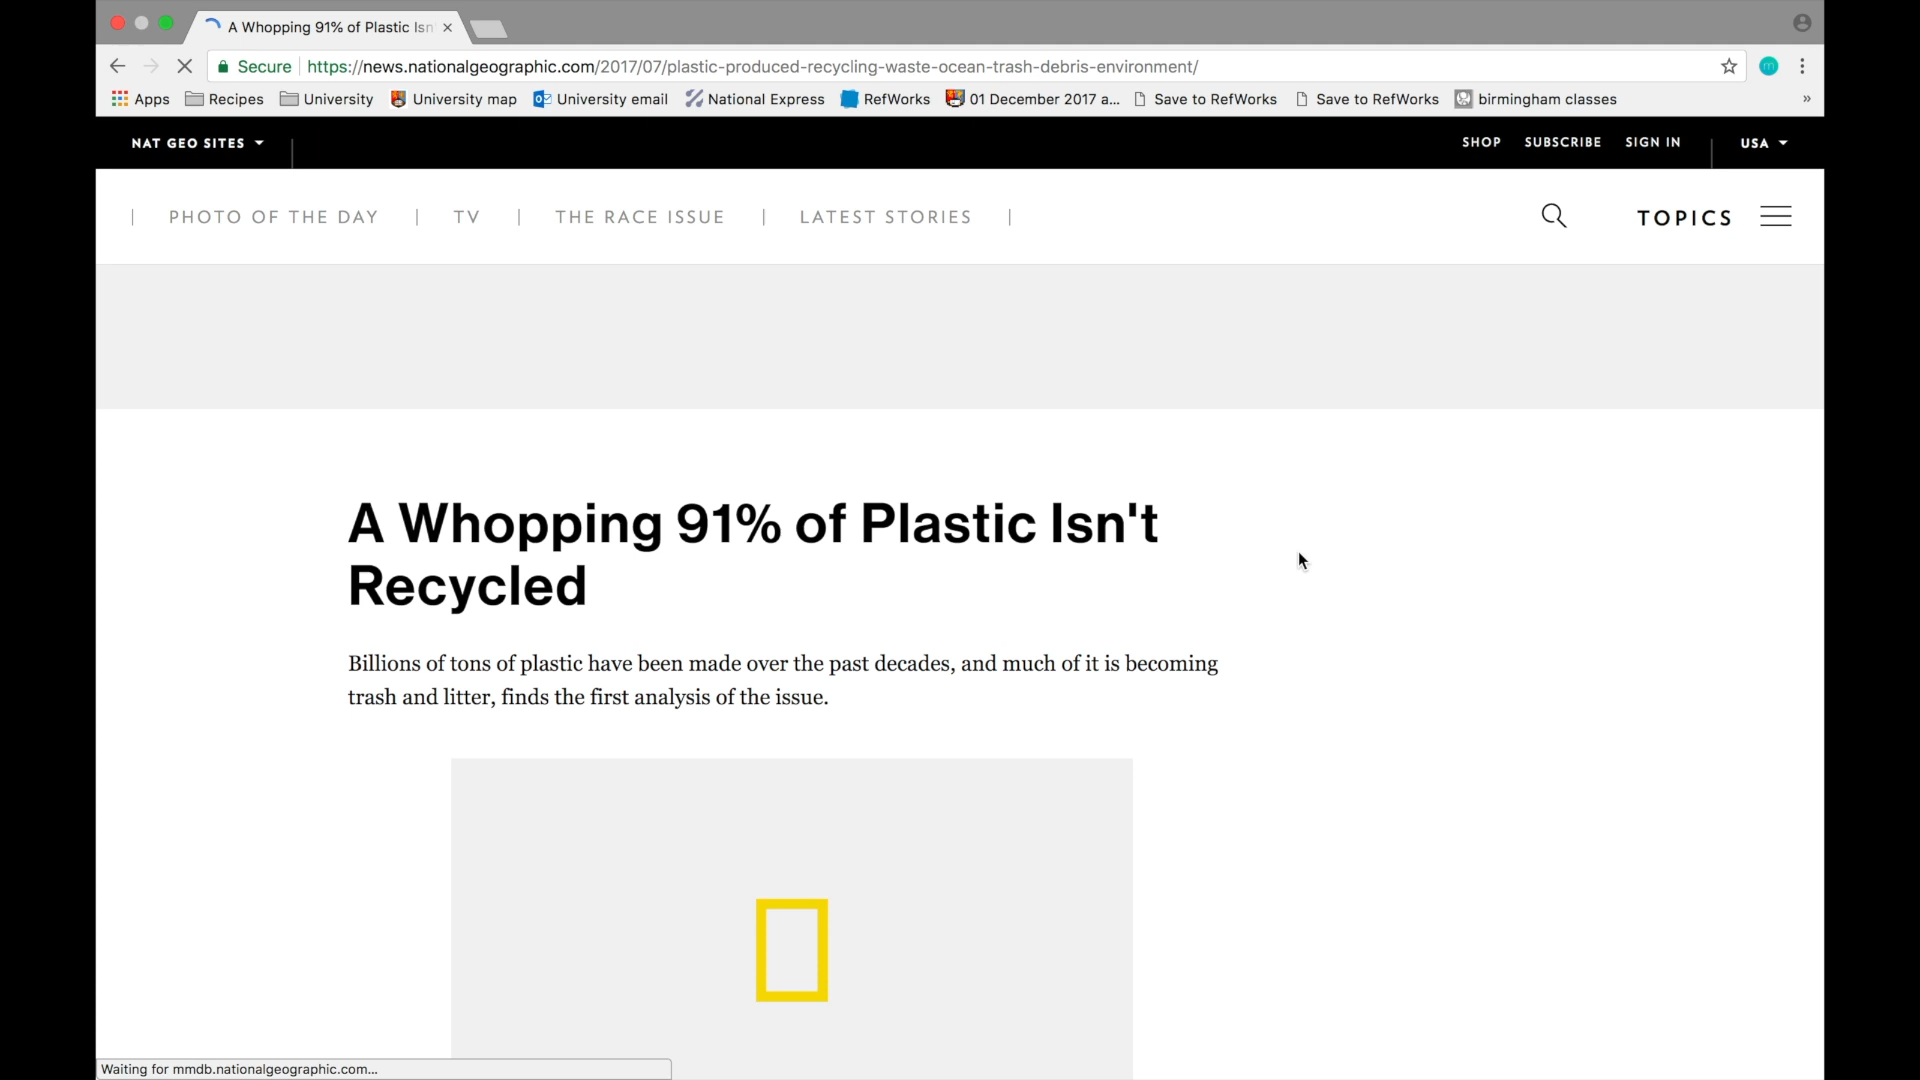 A Whopping 91% of Plastic Isn
Secure https://news.nationalgeographic.com/2017/07/plastic-produced-recycling-waste-ocean-trash-debris-environment/
Apps Recipes University University map University email National Express RefWorks 01 December 2017 a... Save to RefWorks Save to RefWorks birmingham classes »
NAT GEO SITES SHOP SUBSCRIBE SIGN IN USA
PHOTO OF THE DAY TV THE RACE ISSUE LATEST STORIES TOPICS
A Whopping 91% of Plastic Isn't
Recycled
Billions of tons of plastic have been made over the past decades, and much of it is becoming
trash and litter, finds the first analysis of the issue.
Waiting for mmdb.nationalgeographic.com...